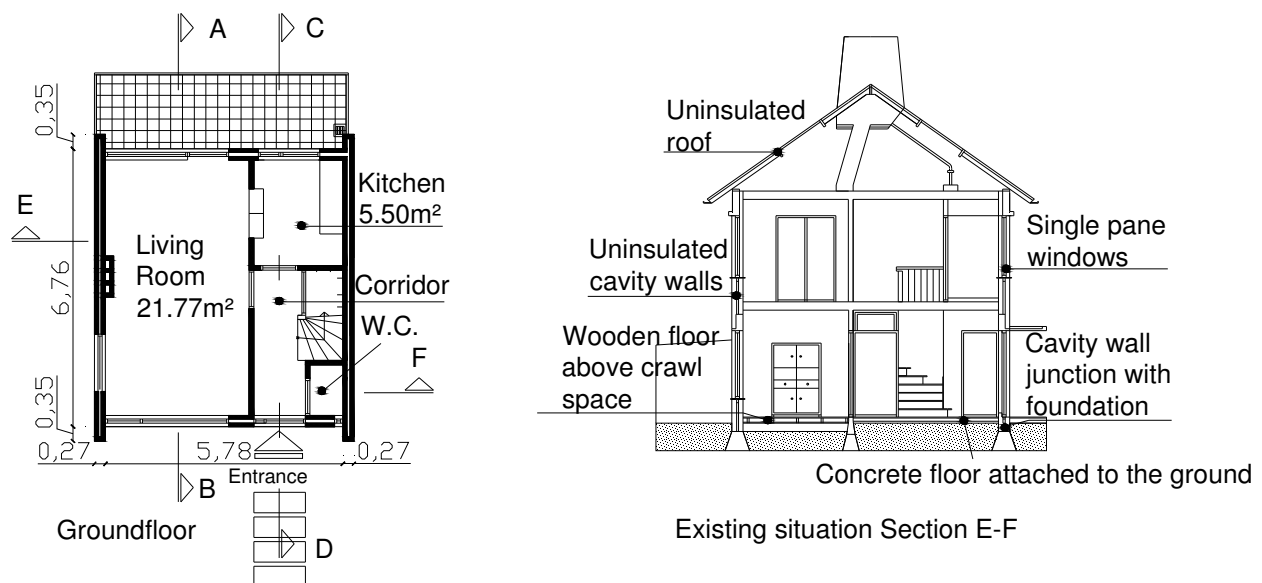 A
C
0,35
Kitchen
5.50m²
E
Living
Room
21.77m²
6,76
Corridor
W.C.
F
0,35
0,27
5,78
0,27
Entrance
B
Groundfloor
D
Uninsulated
roof
Uninsulated
cavity walls
Single pane
windows
Wooden floor
above crawl
space
Cavity wall
junction with
foundation
Concrete floor attached to the ground
Existing situation Section E-F